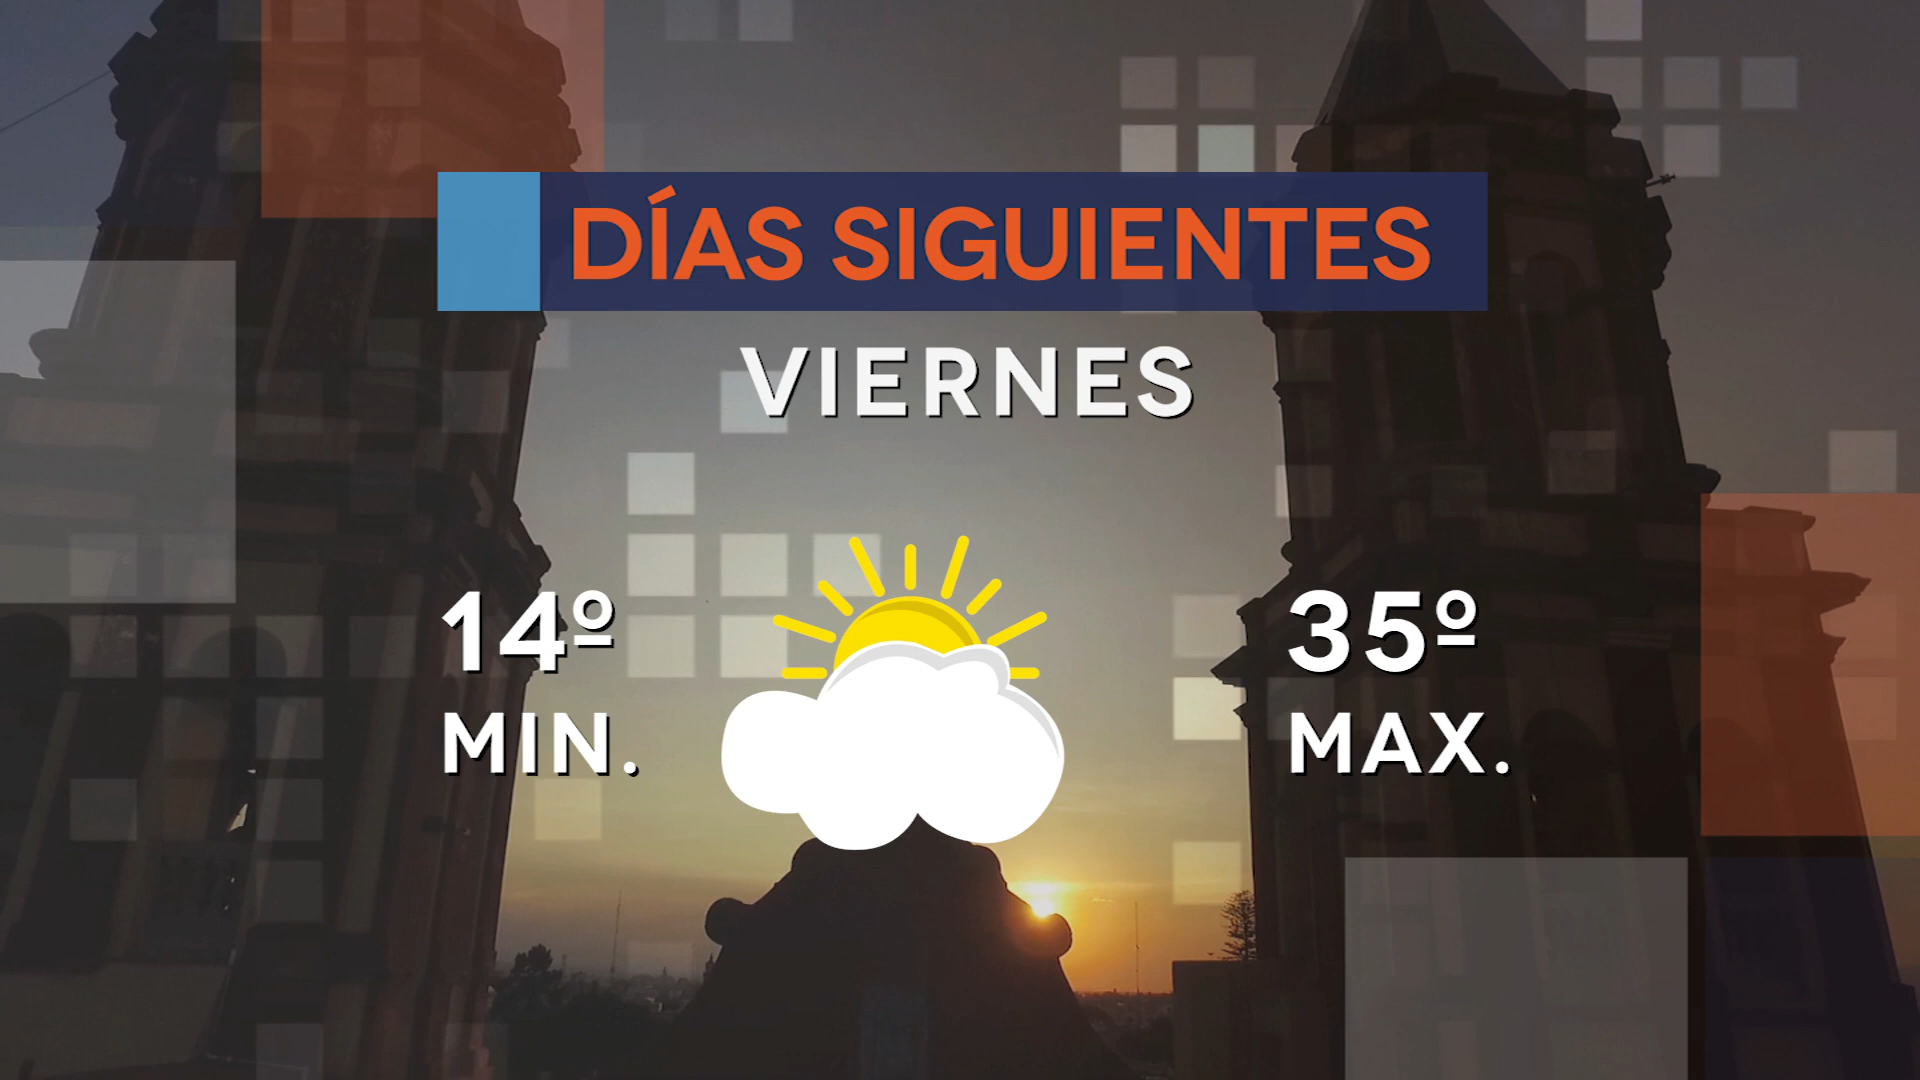 DÍAS SIGUIENTES
VIERNES
14º
MIN.
35º
MAX.